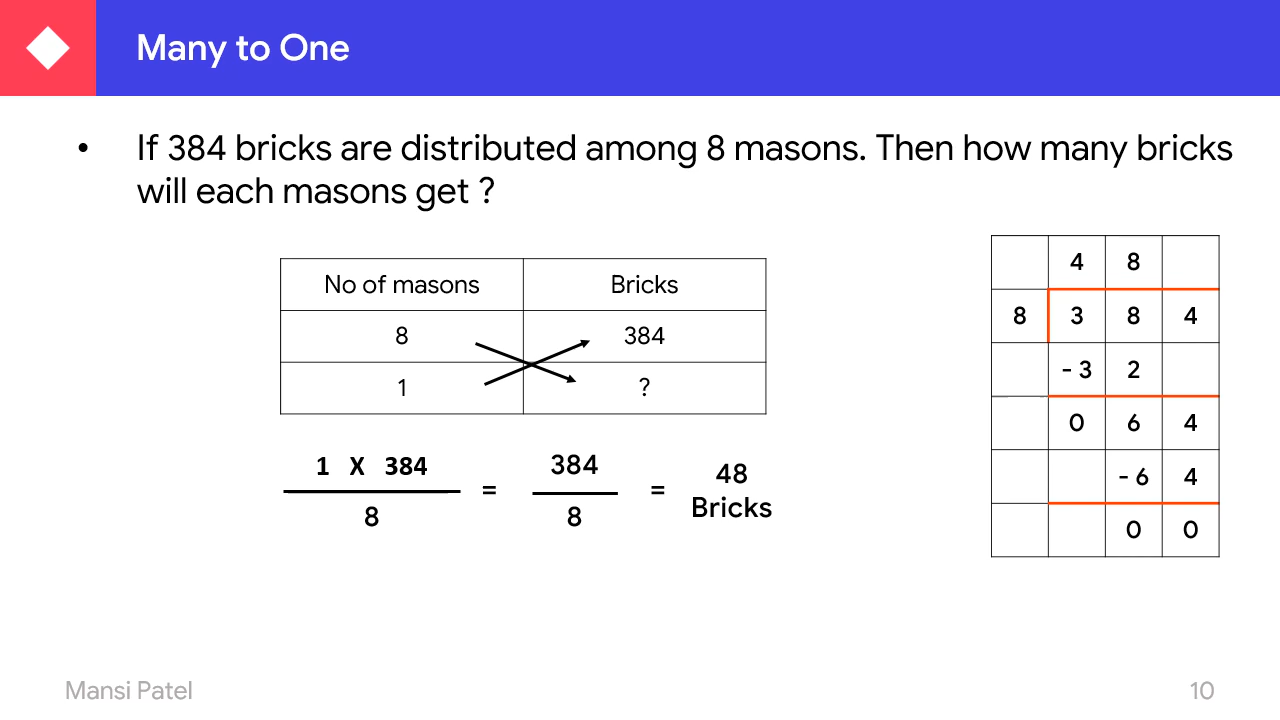 Many to One
• If 384 bricks are distributed among 8 masons. Then how many bricks
will each masons get ?
No of masons Bricks
8 384
1 ?
1 X 384
8
=
384
8
=
48
Bricks
4 8
8 3 8 4
- 3 2
0 6 4
- 6 4
0 0
Mansi Patel
10